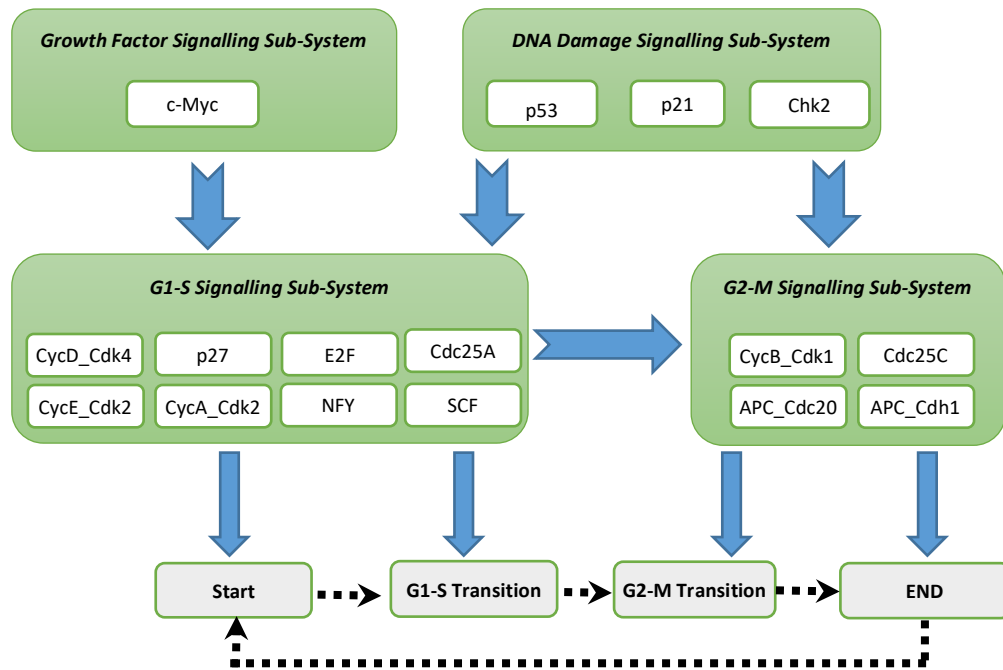 Growth Factor Signalling Sub-System
c-Myc
DNA Damage Signalling Sub-System
p53
p21
Chk2
G1-S Signalling Sub-System
CycD_Cdk4
p27
E2F
Cdc25A
CycE_Cdk2
CycA_Cdk2
NFY
SCF
G2-M Signalling Sub-System
CycB_Cdk1
Cdc25C
APC_Cdc20
APC_Cdh1
Start
G1-S Transition
G2-M Transition
END